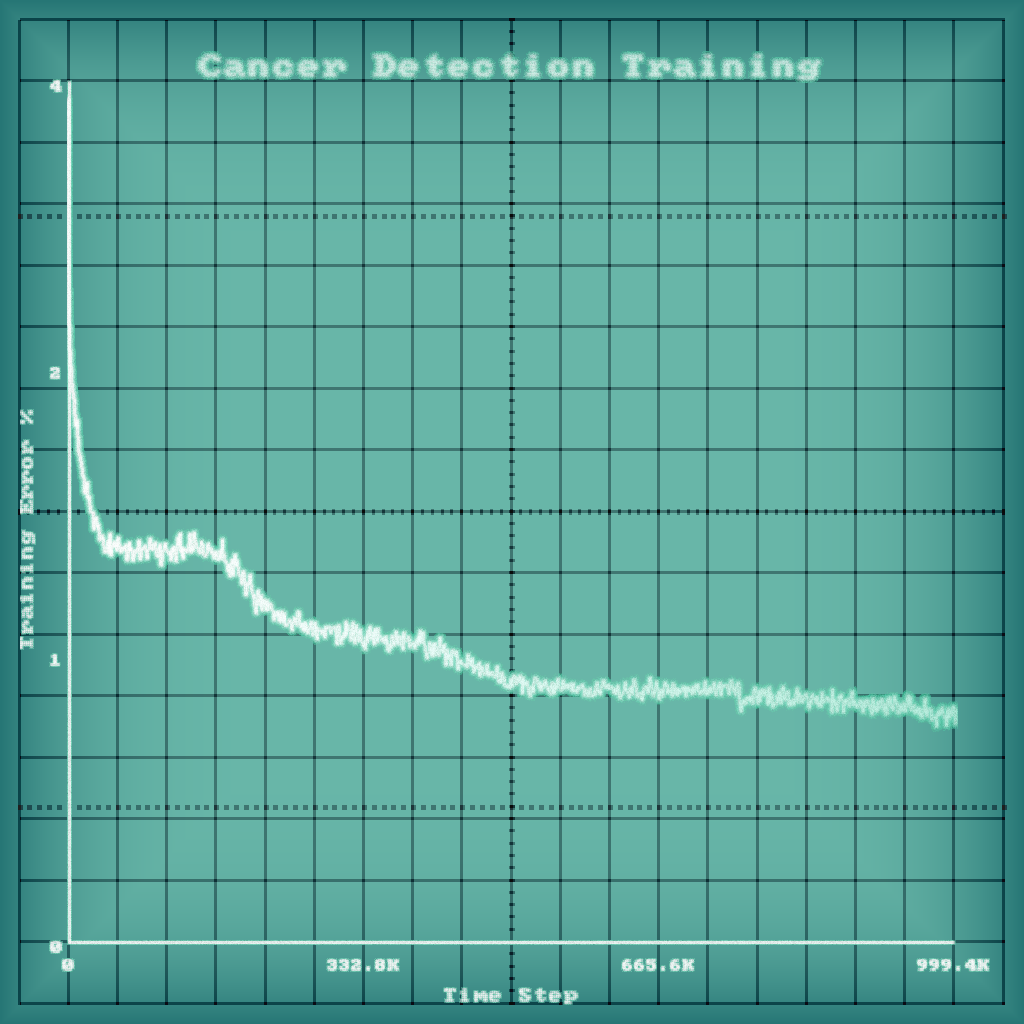 Cancer Detection Training
4
2
1
0
Training Error %
0 332.8K 665.6K 999.4K
Time Step